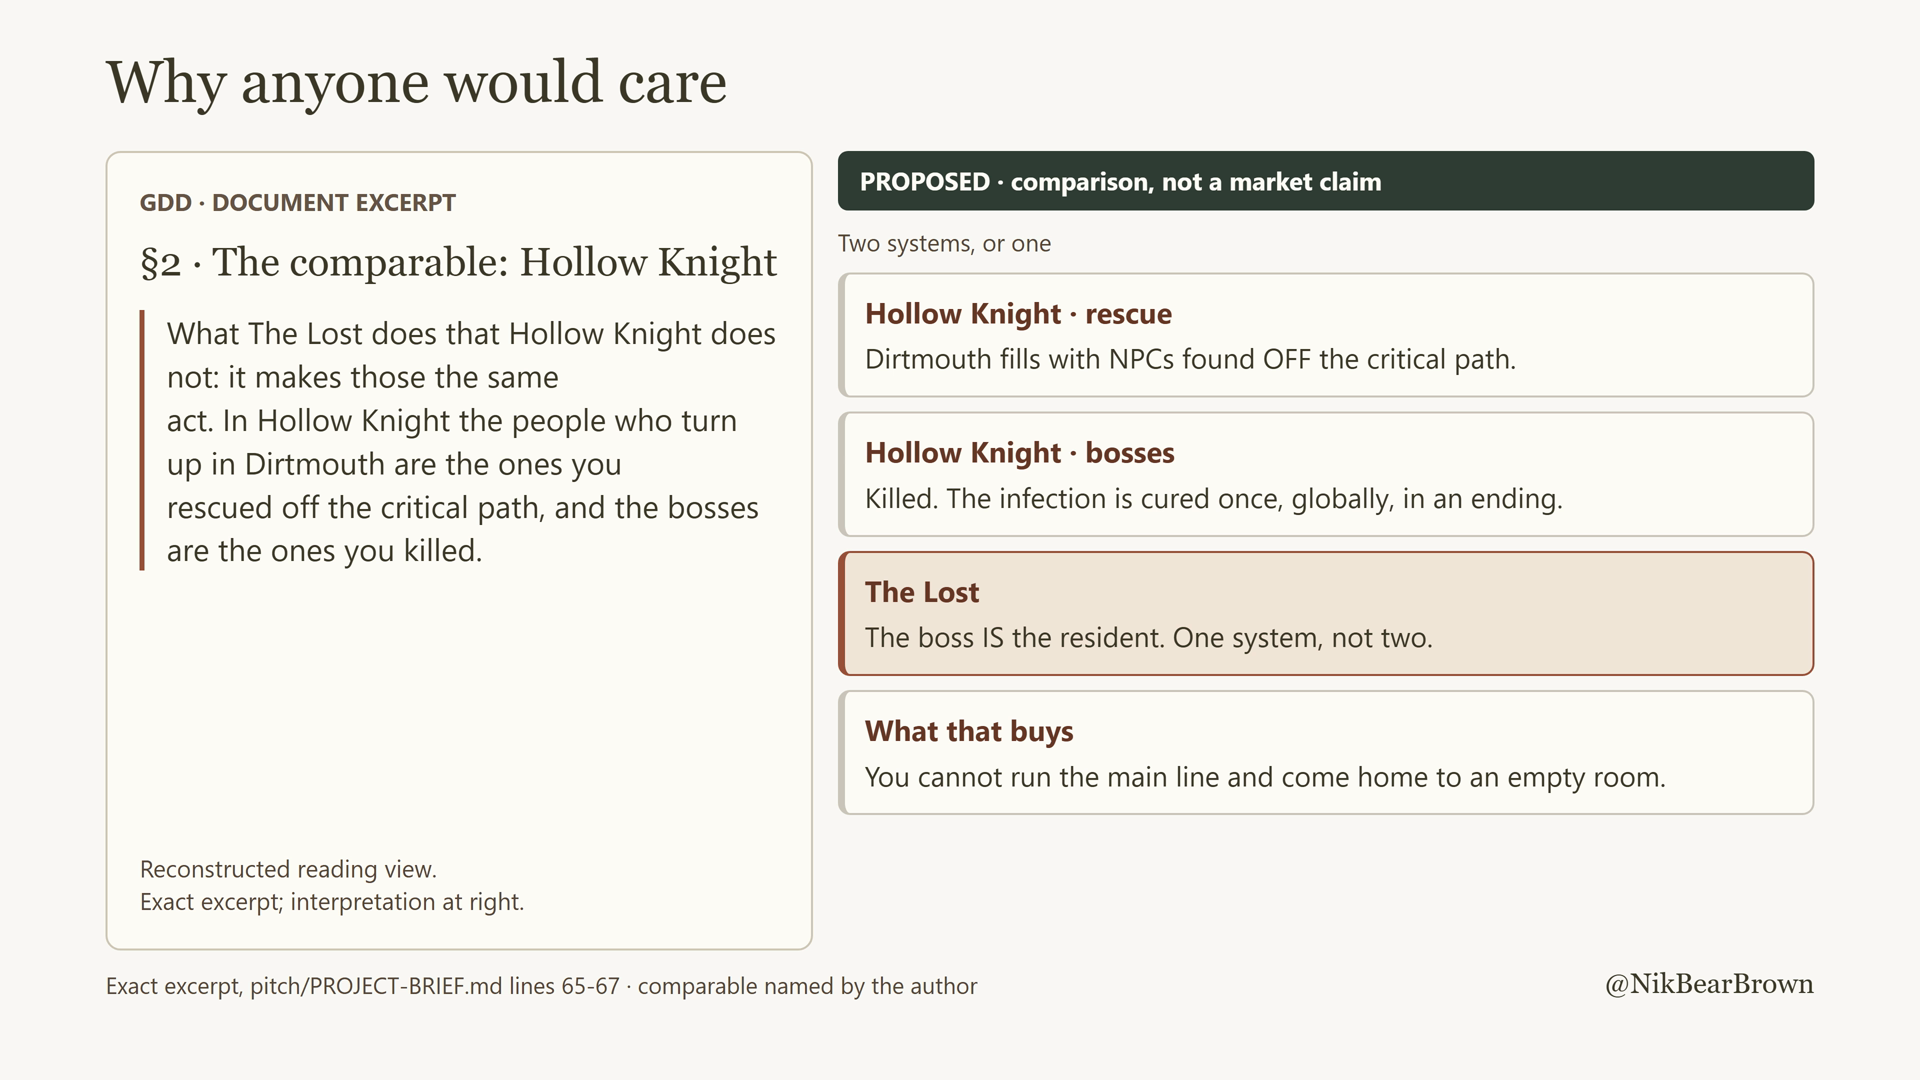 Why anyone would care
GDD · DOCUMENT EXCERPT
§2 · The comparable: Hollow Knight
What The Lost does that Hollow Knight does
not: it makes those the same
act. In Hollow Knight the people who turn
up in Dirtmouth are the ones you
rescued off the critical path, and the bosses
are the ones you killed.
Reconstructed reading view.
Exact excerpt; interpretation at right.
PROPOSED · comparison, not a market claim
Two systems, or one
Hollow Knight · rescue
Dirtmouth fills with NPCs found OFF the critical path.
Hollow Knight · bosses
Killed. The infection is cured once, globally, in an ending.
The Lost
The boss IS the resident. One system, not two.
What that buys
You cannot run the main line and come home to an empty room.
Exact excerpt, pitch/PROJECT-BRIEF.md lines 65-67 · comparable named by the author
@NikBearBrown